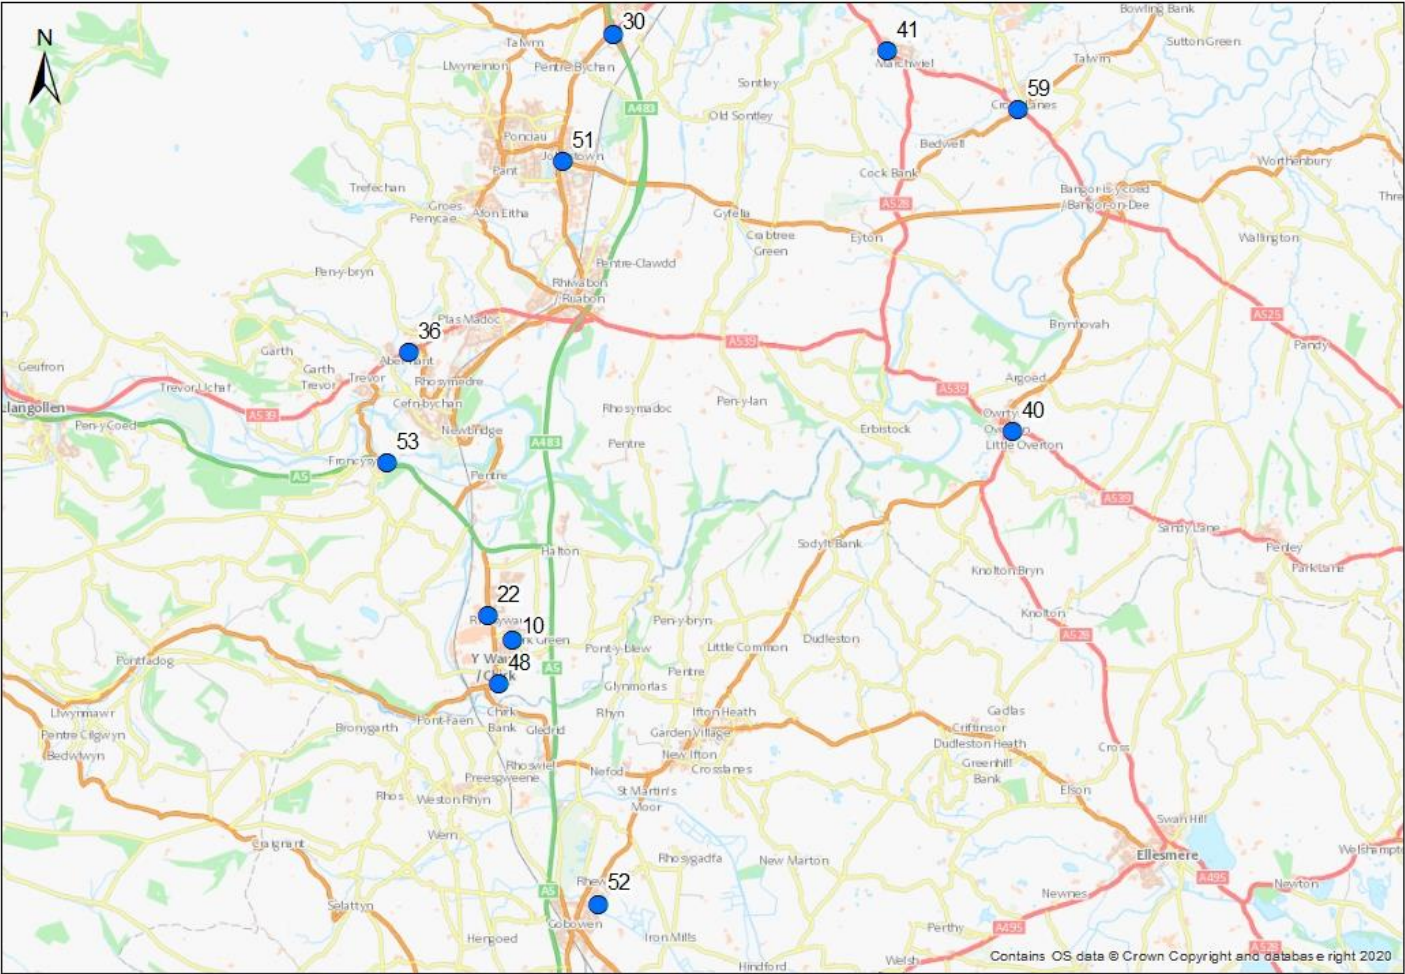 Bowling Bank
N
30
41
Talwrn
Sutton Green
Llwyneinion
Pentre Bychan
Marchwiel
Talwrn
Sontley
59
A483
Old Sontley
Ponciau
51
Bedwell
Pant
Cock Bank
Worthenbury
Trefechan
Bangor-is-y-coed
/Bangor-on-Dee
Groes
Penycae
Afon Eitha
Gyfelia
A528
Crabtree
Green
Eyton
Wallington
Pentre-Clawdd
Pen-y-bryn
Rhiwabon
/Ruabon
Plas Madoc
A525
36
Brynhovah
A539
Pandy
Garth
Geufron
Garth
Trevor
Trevor
Trevor Uchaf
Rhosymedre
Argoed
A539
Llangollen
Cefn-bychan
Rhosymadoc
Pen-y-lan
A539
40
Pen-y-Coed
Newbridge
Erbistock
Little Overton
53
A483
Pentre
A5
Pentre
A539
Sandy Lane
Halton
Sodylt Bank
Penley
Park Lane
Knolton Bryn
22
10
Knolton
Pen-y-bryn
Dudleston
A528
Pont-y-blew
Little Common
Pontfadog
48
A5
Pentre
Glynmorlas
Llwynmawr
Chirk
Bank
Rhyn
Ifton Heath
Gadlas
Pont-Faen
Bronygarth
Gledrid
Garden Village
Criftinsor
Pentre Cilgwyn
Dudleston Heath
Cross
Bedwlwyn
New Ifton
Rhoswiel
Nefod
Crosslanes
Greenhill
Bank
Preesgweene
St Martin's
Moor
Rhos
Weston Rhyn
Elson
Wern
Swan Hill
Craignant
Rhosygadfa
New Marton
Ellesmere
A495
52
A5
Newnes
Newton
Selattyn
Gobowen
Hengoed
Iron Mills
Perthy
A495
A528
Welsh
Hindford
Contains OS data © Crown Copyright and database right 2020